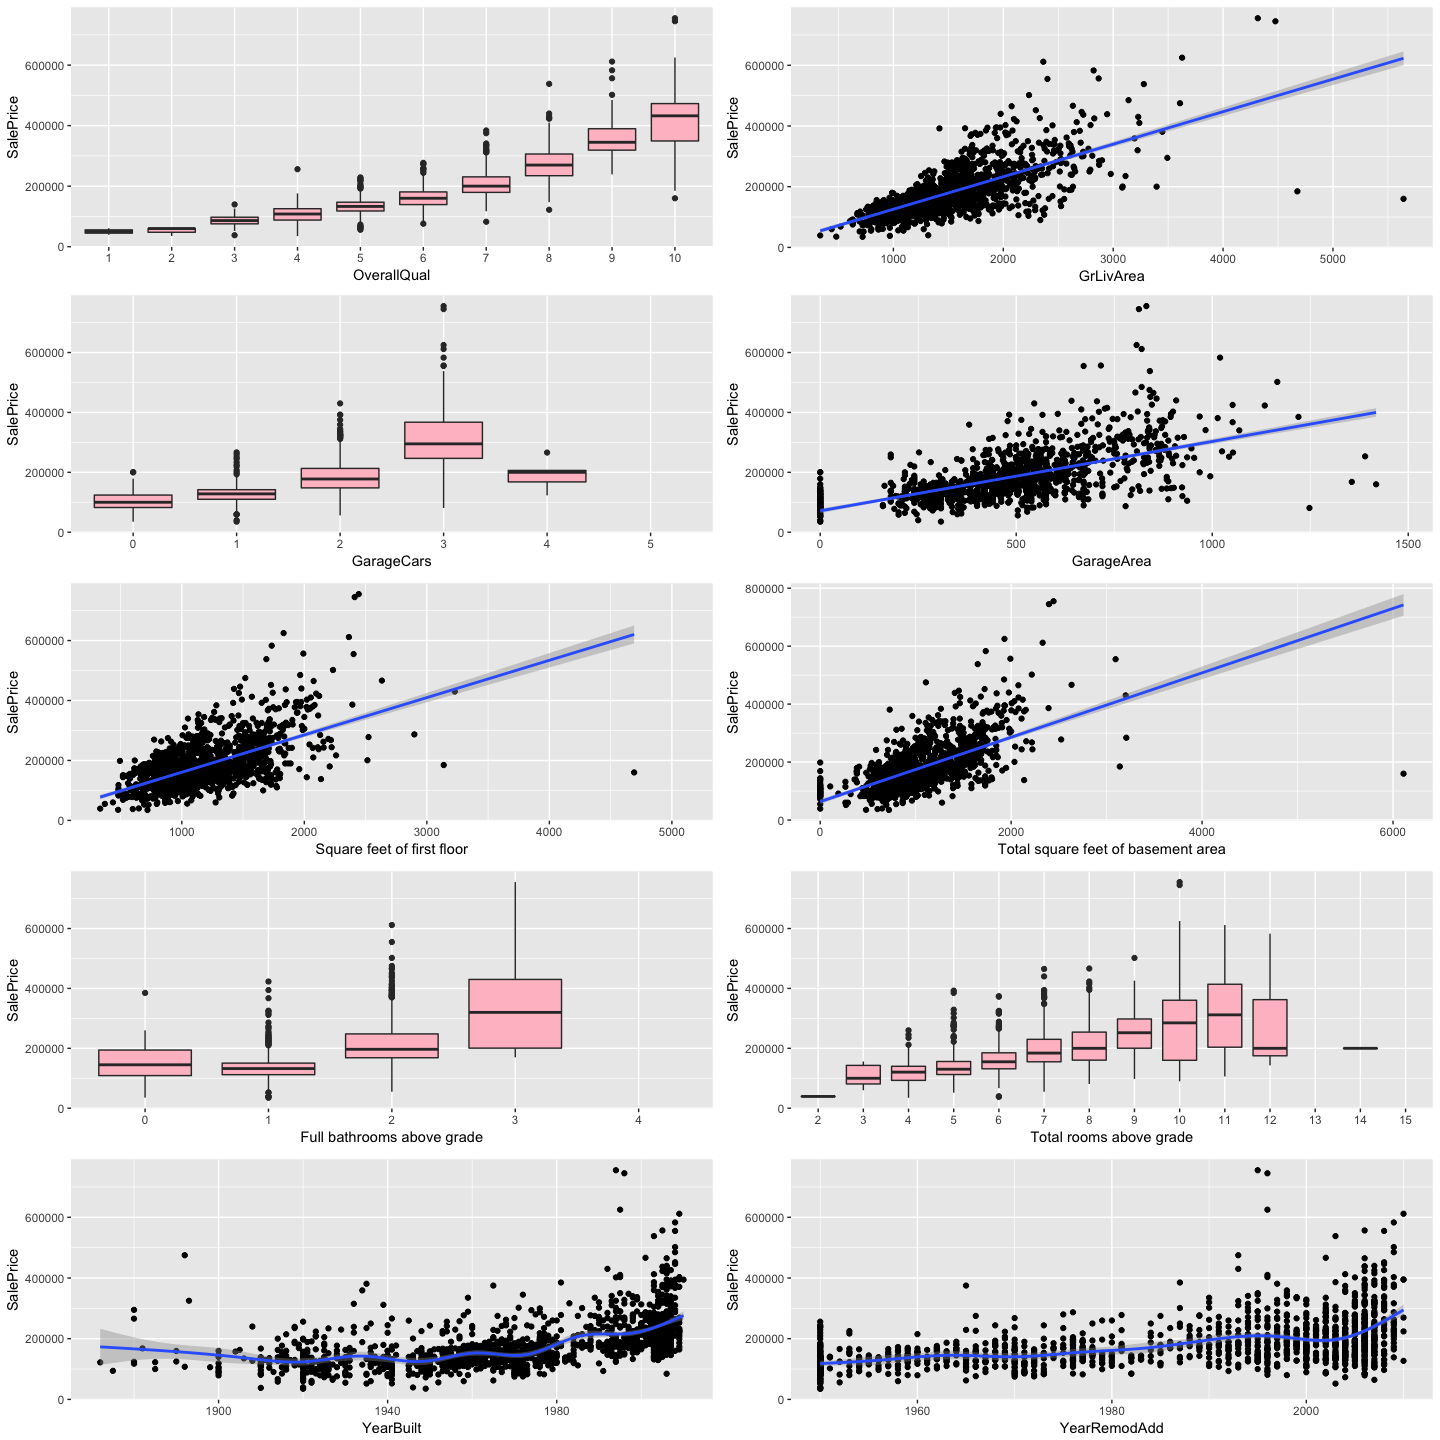 SalePrice
600000
400000
200000
0
1 2 3 4 5 6 7 8 9 10
OverallQual
SalePrice
600000
400000
200000
0
1000 2000 3000 4000 5000
GrLivArea
SalePrice
600000
400000
200000
0
0 1 2 3 4 5
GarageCars
SalePrice
600000
400000
200000
0
0 500 1000 1500
GarageArea
SalePrice
600000
400000
200000
0
1000 2000 3000 4000 5000
Square feet of first floor
SalePrice
800000
600000
400000
200000
0
0 2000 4000 6000
Total square feet of basement area
SalePrice
600000
400000
200000
0
0 1 2 3 4
Full bathrooms above grade
SalePrice
600000
400000
200000
0
2 3 4 5 6 7 8 9 10 11 12 13 14 15
Total rooms above grade
SalePrice
600000
400000
200000
0
1900 1940 1980
YearBuilt
SalePrice
600000
400000
200000
0
1960 1980 2000
YearRemodAdd